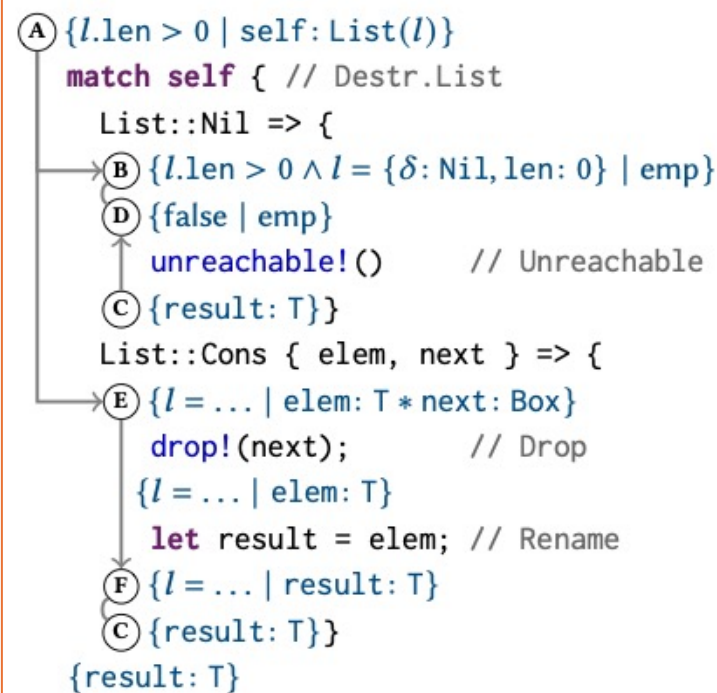 A {l.len > 0 | self: List(l)}
match self { // Destr.List
List::Nil => {
B {l.len > 0 ∧ l = {δ: Nil, len: 0} | emp}
D {false | emp}
unreachable!() // Unreachable
C {result: T}}
List::Cons { elem, next } => {
E {l = ... | elem: T * next: Box}
drop!(next); // Drop
{l = ... | elem: T}
let result = elem; // Rename
F {l = ... | result: T}
C {result: T}}
{result: T}